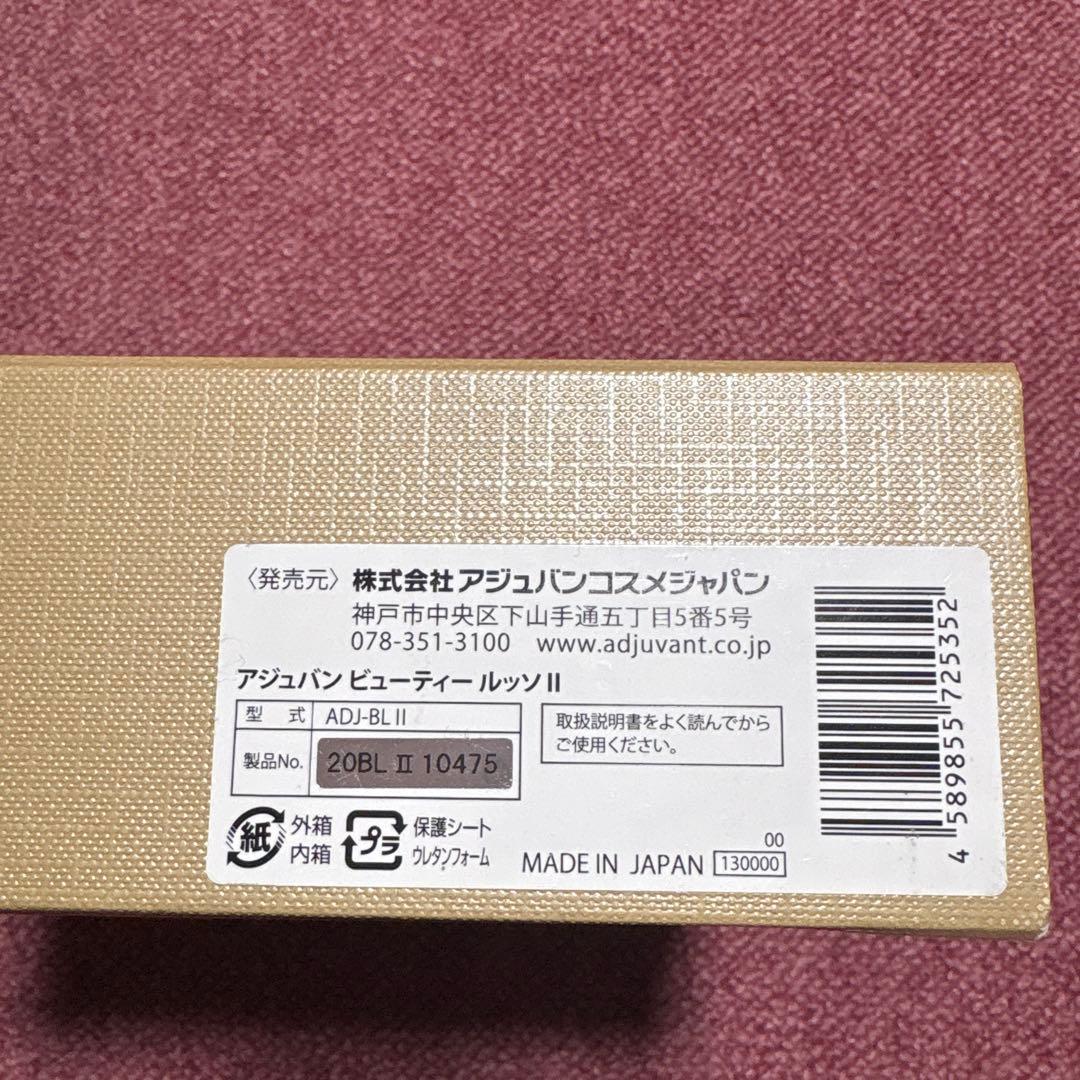 〈発売元〉 株式会社 アジュバンコスメジャパン
神戸市中央区下山手通五丁目5番5号
078-351-3100 www.adjuvant.co.jp
アジュバン ビューティー ルッソ II
型 式 ADJ-BL II
製品No. 20BL Ⅱ 10475
取扱説明書をよく読んでから
ご使用ください。
紙 外箱
内箱
プラ 保護シート
ウレタンフォーム
MADE IN JAPAN
00
130000
4 589855 725352